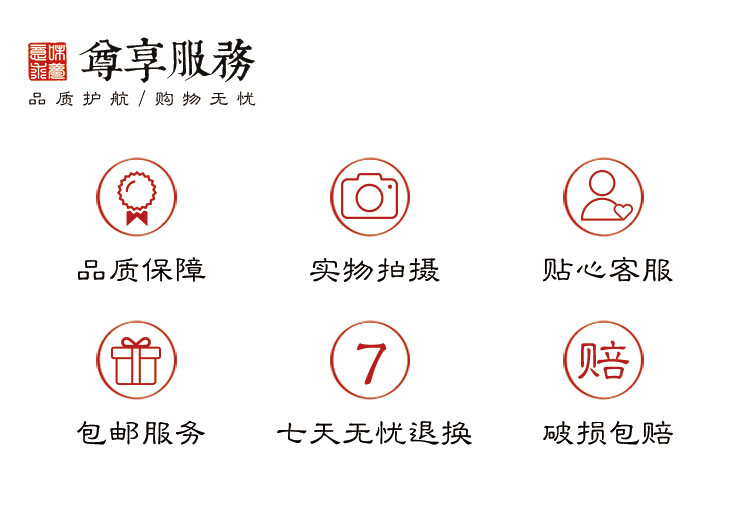 尊享服務
品质护航/购物无忧
品质保障
实物拍摄
贴心客服
7
赔
包邮服务
七天无忧退换
破损包赔